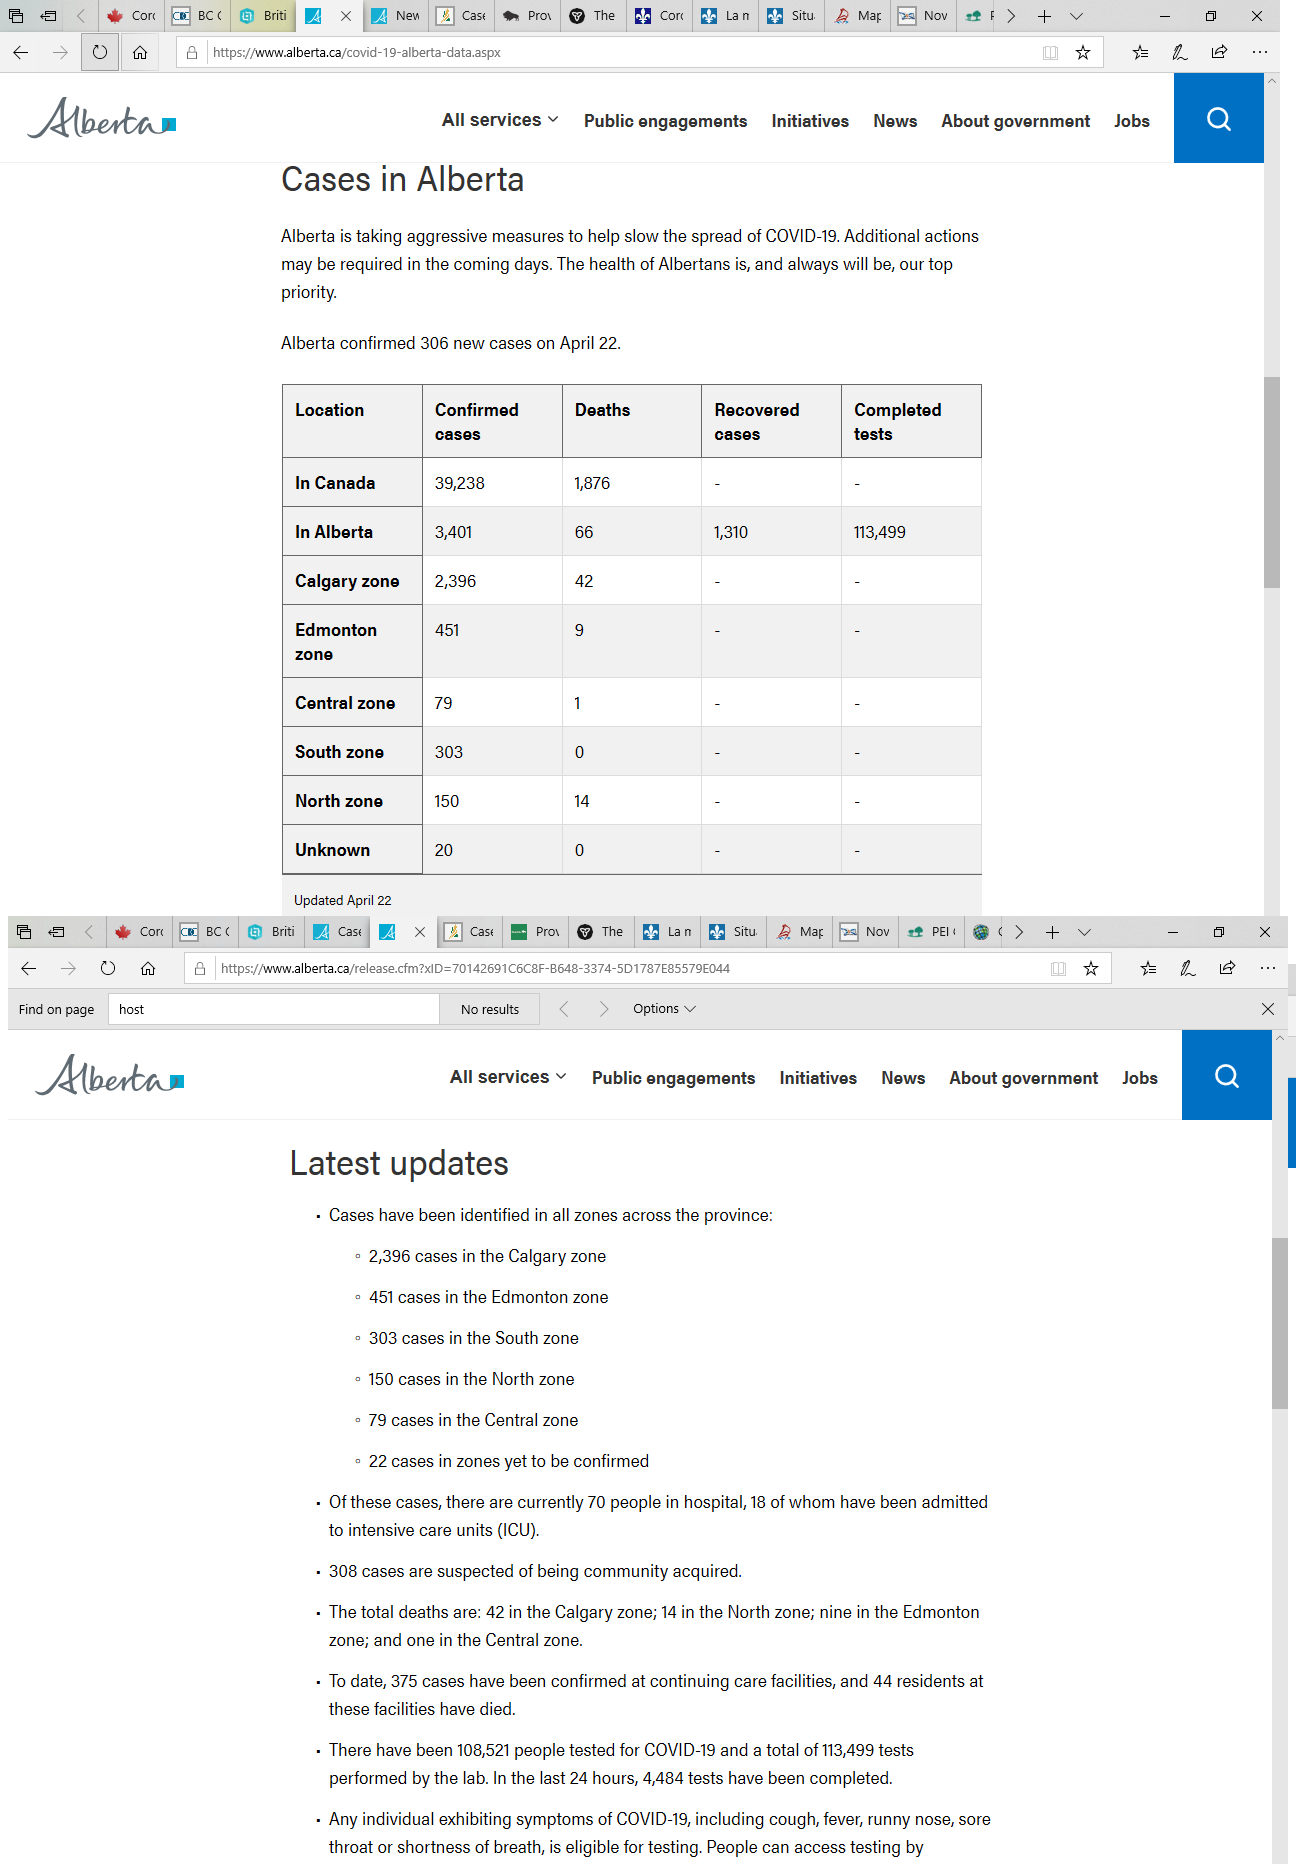 Corc
BC C
Briti
New
Case
Prov
The
Corc
La m
Situ
Map
Nov
https://www.alberta.ca/covid-19-alberta-data.aspx
Alberta
All services
Public engagements
Initiatives
News
About government
Jobs
Cases in Alberta
Alberta is taking aggressive measures to help slow the spread of COVID-19. Additional actions
may be required in the coming days. The health of Albertans is, and always will be, our top
priority.
Alberta confirmed 306 new cases on April 22.
Location Confirmed cases Deaths Recovered cases Completed tests
In Canada 39,238 1,876 - -
In Alberta 3,401 66 1,310 113,499
Calgary zone 2,396 42 - -
Edmonton zone 451 9 - -
Central zone 79 1 - -
South zone 303 0 - -
North zone 150 14 - -
Unknown 20 0 - -
Updated April 22
Corc
BC C
Briti
Case
Case
Prov
The
La m
Situ
Map
Nov
PEI
https://www.alberta.ca/release.cfm?xID=70142691C6C8F-B648-3374-5D1787E85579E044
Find on page host No results Options
Alberta
All services
Public engagements
Initiatives
News
About government
Jobs
Latest updates
▪ Cases have been identified in all zones across the province:
◦ 2,396 cases in the Calgary zone
◦ 451 cases in the Edmonton zone
◦ 303 cases in the South zone
◦ 150 cases in the North zone
◦ 79 cases in the Central zone
◦ 22 cases in zones yet to be confirmed
▪ Of these cases, there are currently 70 people in hospital, 18 of whom have been admitted
to intensive care units (ICU).
▪ 308 cases are suspected of being community acquired.
▪ The total deaths are: 42 in the Calgary zone; 14 in the North zone; nine in the Edmonton
zone; and one in the Central zone.
▪ To date, 375 cases have been confirmed at continuing care facilities, and 44 residents at
these facilities have died.
▪ There have been 108,521 people tested for COVID-19 and a total of 113,499 tests
performed by the lab. In the last 24 hours, 4,484 tests have been completed.
▪ Any individual exhibiting symptoms of COVID-19, including cough, fever, runny nose, sore
throat or shortness of breath, is eligible for testing. People can access testing by